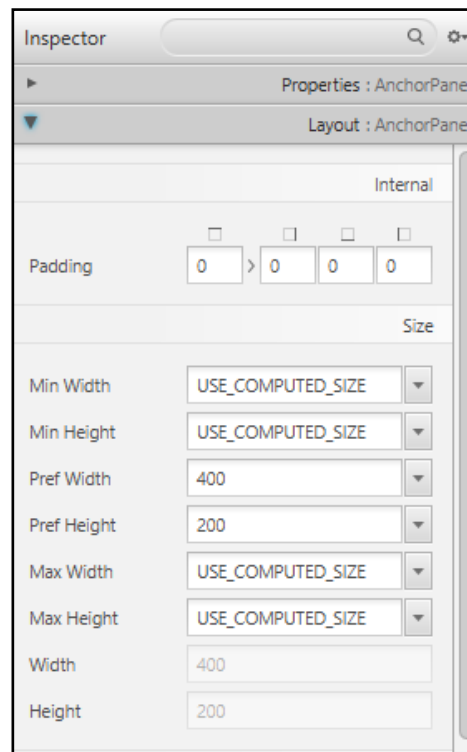 Inspector
Properties : AnchorPane
Layout : AnchorPane
Internal
Padding 0 > 0 0 0
Size
Min Width USE_COMPUTED_SIZE
Min Height USE_COMPUTED_SIZE
Pref Width 400
Pref Height 200
Max Width USE_COMPUTED_SIZE
Max Height USE_COMPUTED_SIZE
Width 400
Height 200